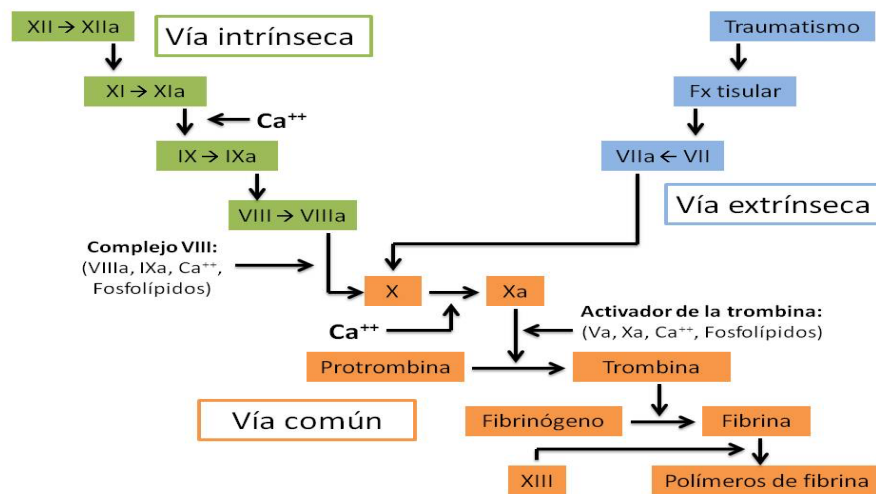 XII → XIIa
Vía intrínseca
Traumatismo
XI → XIa
Fx tisular
Ca⁺⁺
IX → IXa
VIIa ← VII
VIII → VIIIa
Vía extrínseca
Complejo VIII:
(VIIIa, IXa, Ca⁺⁺,
Fosfolípidos)
X
Xa
Ca⁺⁺
Activador de la trombina:
(Va, Xa, Ca⁺⁺, Fosfolípidos)
Protrombina
Trombina
Vía común
Fibrinógeno
Fibrina
XIII
Polímeros de fibrina